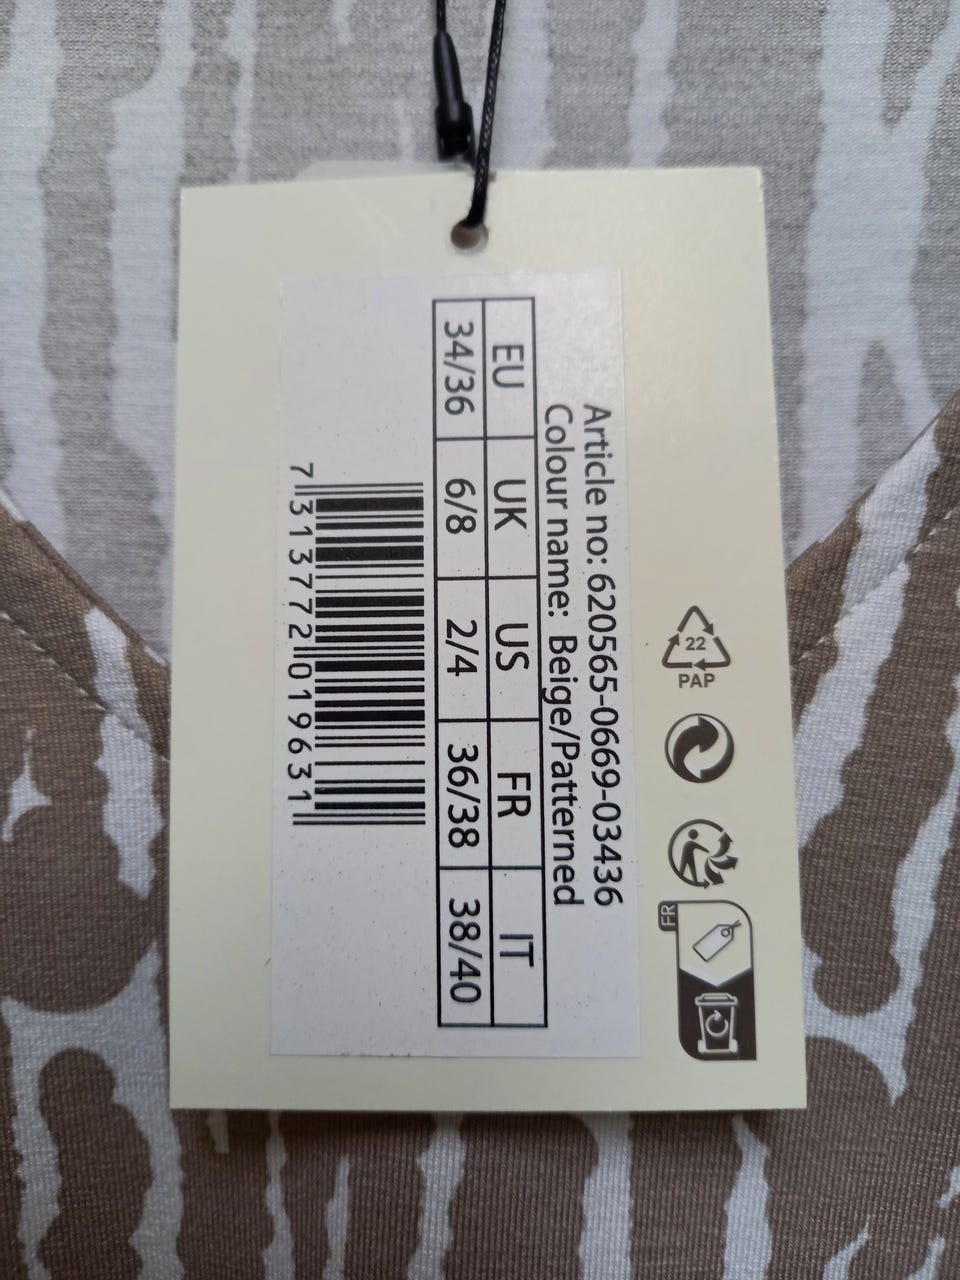 22
PAP
FR
Article no: 620565-0669-03436
Colour name: Beige/Patterned
EU UK US FR IT
34/36 6/8 2/4 36/38 38/40
7 313772 019631